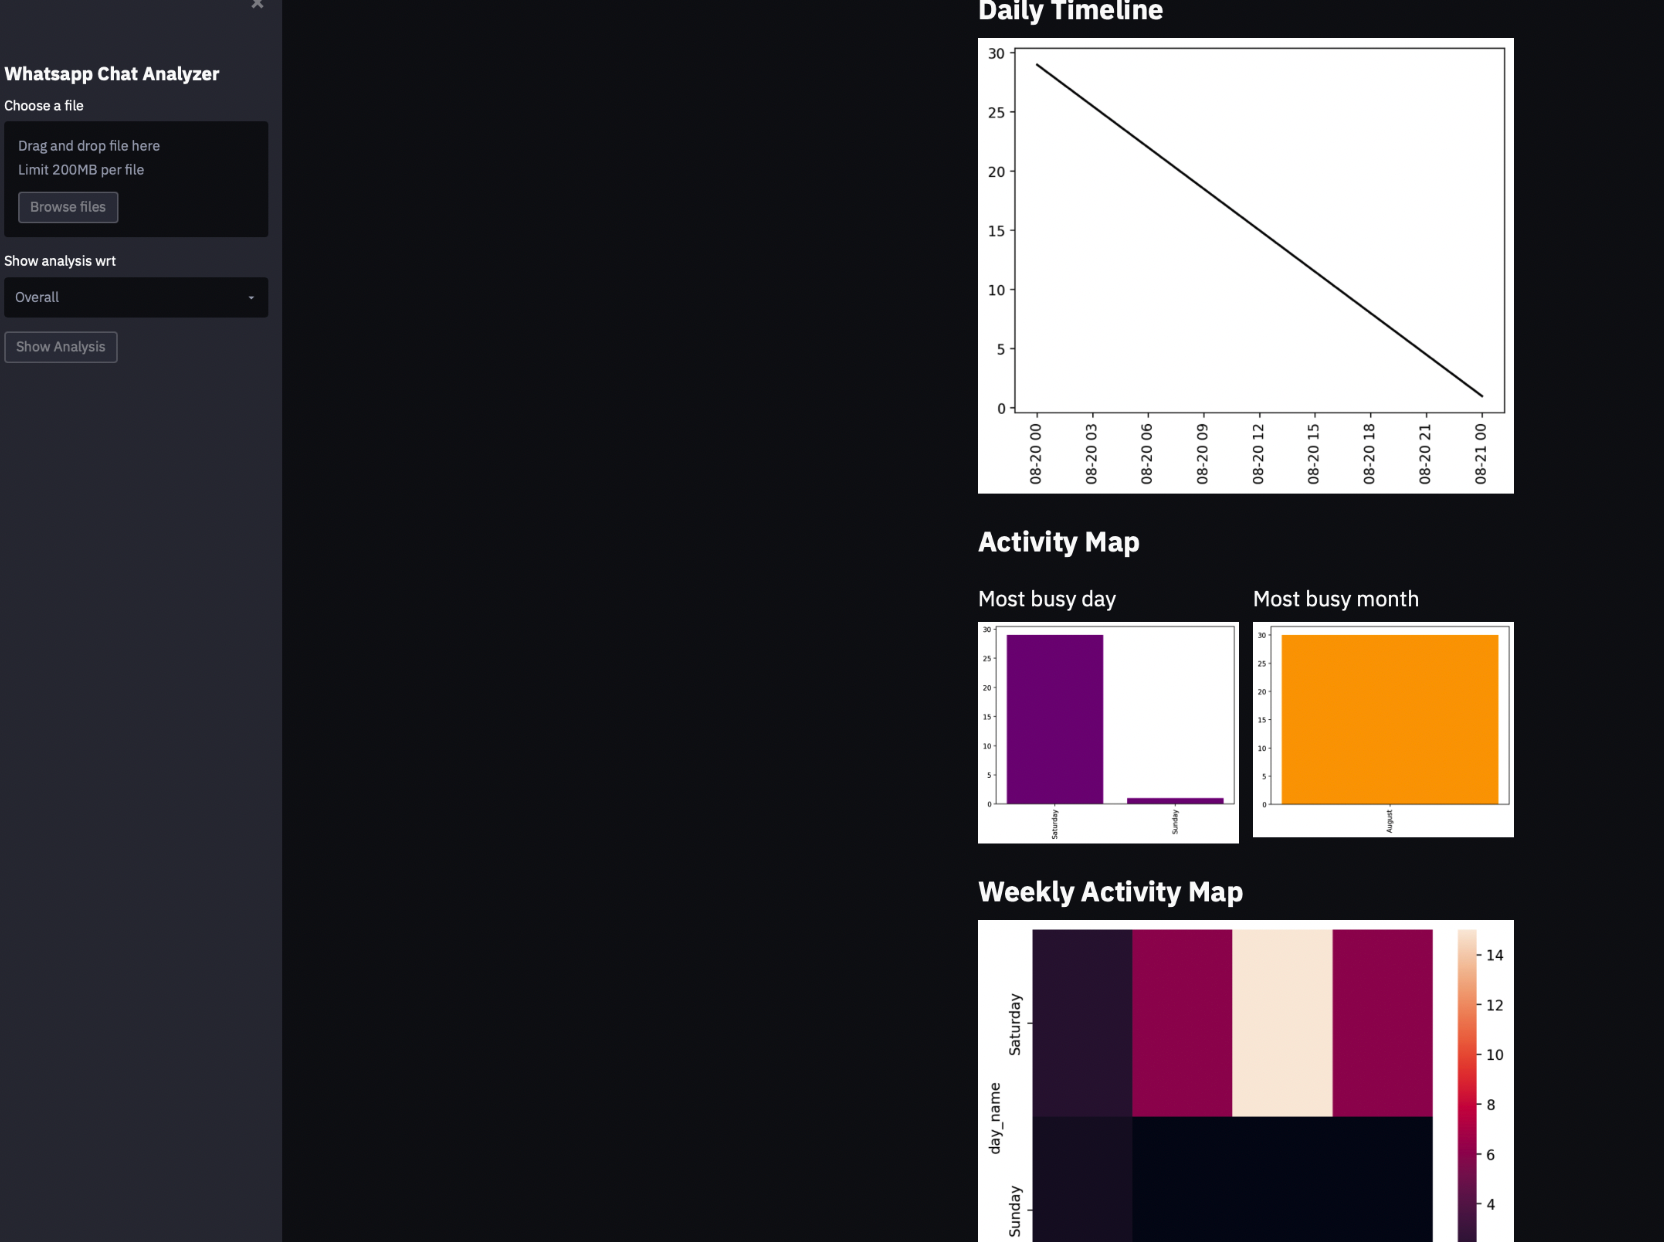 ×
Whatsapp Chat Analyzer
Choose a file
Drag and drop file here
Limit 200MB per file
Browse files
Show analysis wrt
Overall
Show Analysis
Daily Timeline
30
25
20
15
10
5
0
08-20 00
08-20 03
08-20 06
08-20 09
08-20 12
08-20 15
08-20 18
08-20 21
08-21 00
Activity Map
Most busy day
30
25
20
15
10
5
0
Saturday
Sunday
Most busy month
30
25
20
15
10
5
0
August
Weekly Activity Map
day_name
Saturday
Sunday
14
12
10
8
6
4